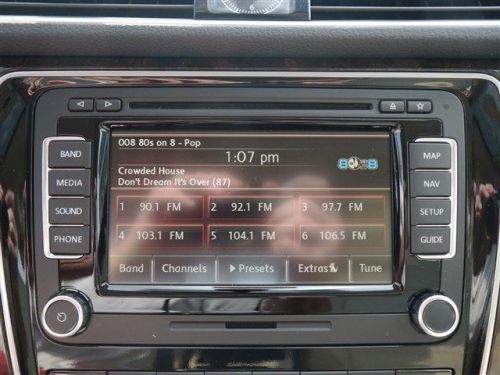 008 80s on 8 - Pop
1:07 pm
Crowded House
Don't Dream It's Over (87)
1 90.1 FM 2 92.1 FM 3 97.7 FM
4 103.1 FM 5 104.1 FM 6 106.5 FM
Band Channels Presets Extras Tune
BAND
MEDIA
SOUND
PHONE
MAP
NAV
SETUP
GUIDE